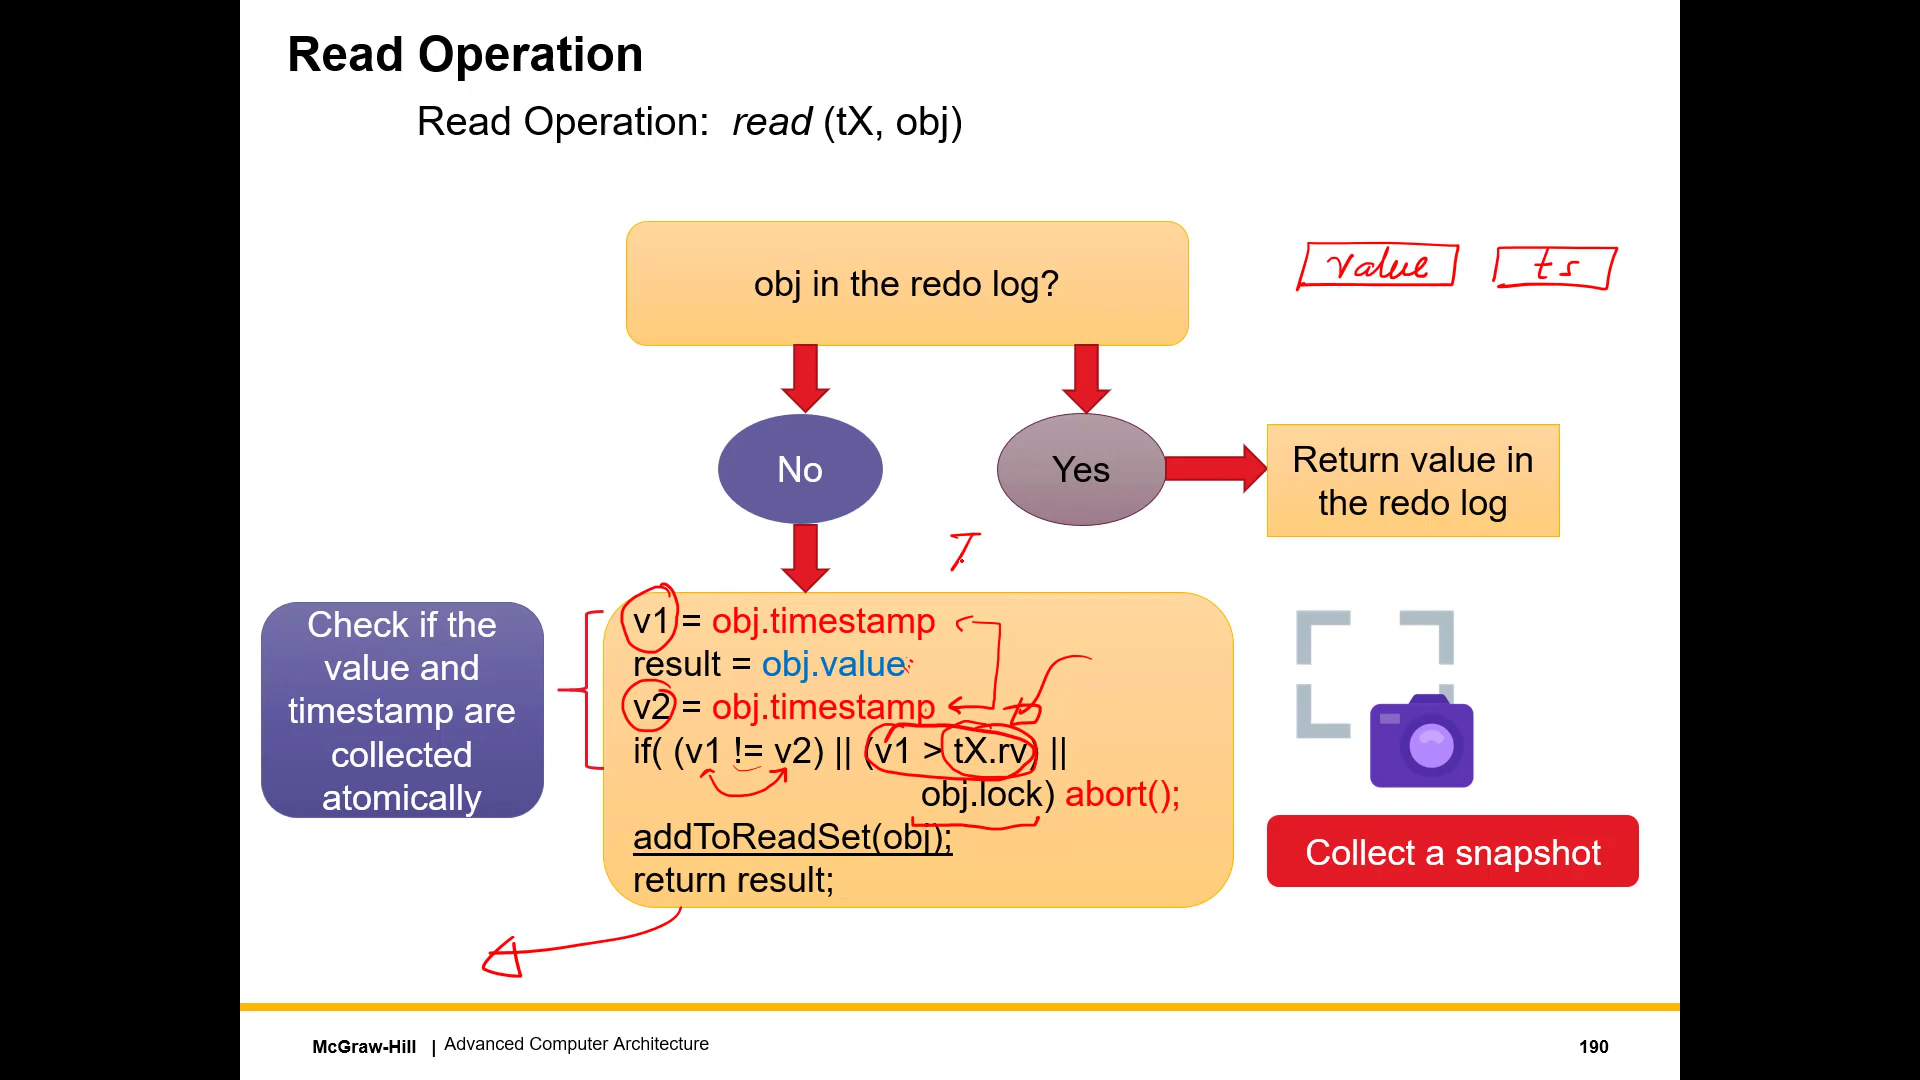 Read Operation
Read Operation: read (tX, obj)
obj in the redo log?
value
ts
No
Yes
Return value in
the redo log
T
Check if the
value and
timestamp are
collected
atomically
v1 = obj.timestamp
result = obj.value
v2 = obj.timestamp
if( (v1 != v2) || (v1 > tX.rv) ||
obj.lock) abort();
addToReadSet(obj);
return result;
Collect a snapshot
McGraw-Hill | Advanced Computer Architecture
190